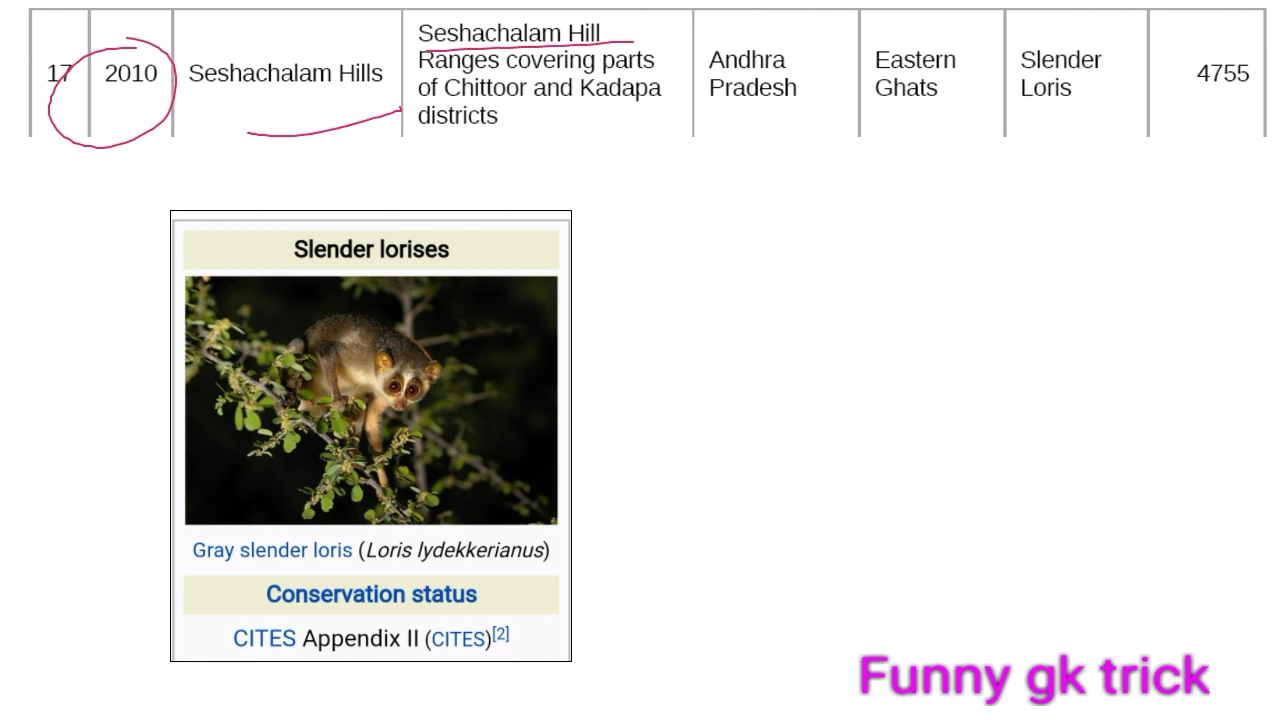 17
2010
Seshachalam Hills
Seshachalam Hill
Ranges covering parts
of Chittoor and Kadapa
districts
Andhra
Pradesh
Eastern
Ghats
Slender
Loris
4755
Slender lorises
Gray slender loris (Loris lydekkerianus)
Conservation status
CITES Appendix II (CITES)[2]
Funny gk trick